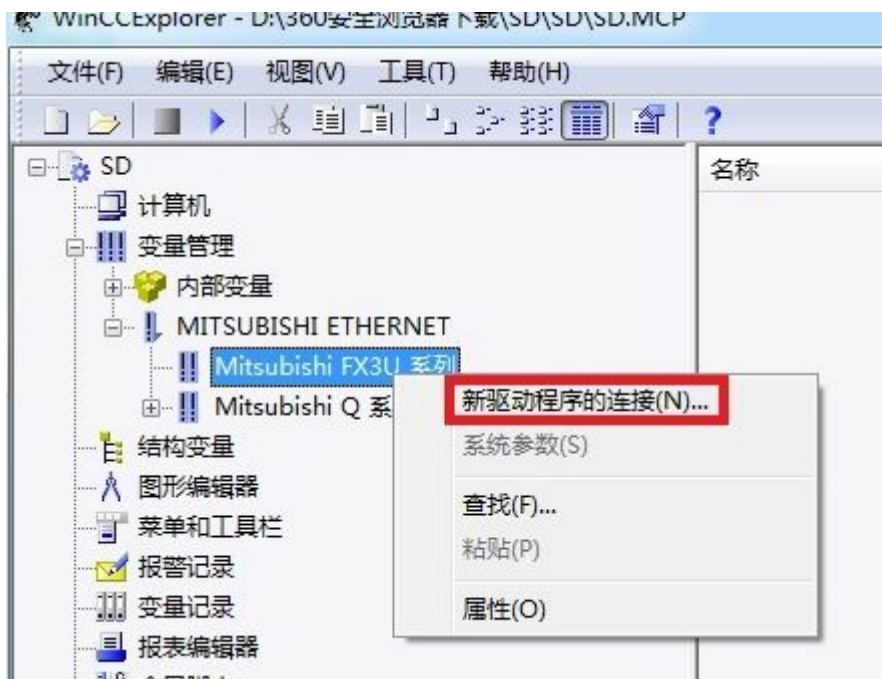 WinCCExplorer - D:\360安全浏览器下载\SD\SD\SD.MCP
文件(F) 编辑(E) 视图(V) 工具(T) 帮助(H)
SD
名称
计算机
变量管理
内部变量
MITSUBISHI ETHERNET
Mitsubishi FX3U 系列
Mitsubishi Q 系
结构变量
图形编辑器
菜单和工具栏
报警记录
变量记录
报表编辑器
新驱动程序的连接(N)...
系统参数(S)
查找(F)...
粘贴(P)
属性(O)